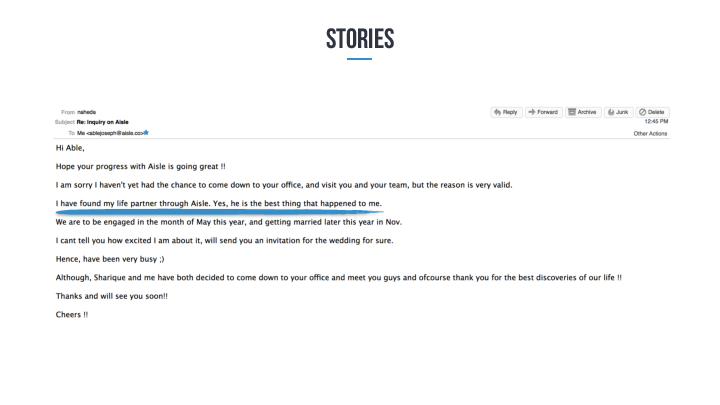 STORIES
From nsheda
Reply Forward Archive Junk Delete
Subject Re: Inquiry on Aisle
12:45 PM
To Me <ablejoseph@aisle.co>
Other Actions
Hi Able,
Hope your progress with Aisle is going great !!
I am sorry I haven't yet had the chance to come down to your office, and visit you and your team, but the reason is very valid.
I have found my life partner through Aisle. Yes, he is the best thing that happened to me.
We are to be engaged in the month of May this year, and getting married later this year in Nov.
I cant tell you how excited I am about it, will send you an invitation for the wedding for sure.
Hence, have been very busy ;)
Although, Sharique and me have both decided to come down to your office and meet you guys and ofcourse thank you for the best discoveries of our life !!
Thanks and will see you soon!!
Cheers !!